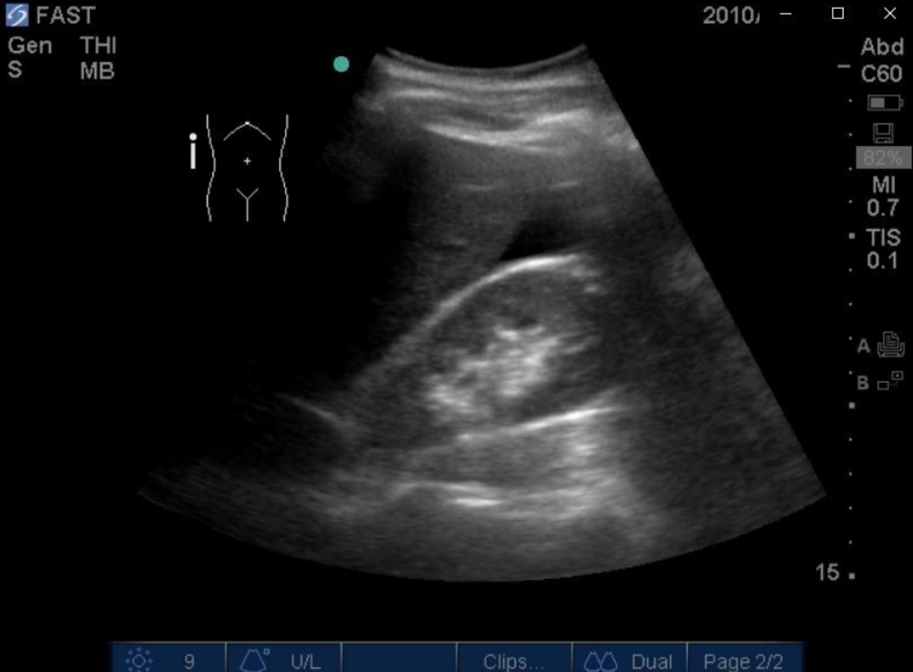 FAST
2010/
Gen THI
S MB
Abd
C60
i
82%
MI
0.7
TIS
0.1
A
B
15
9 U/L Clips... Dual Page 2/2